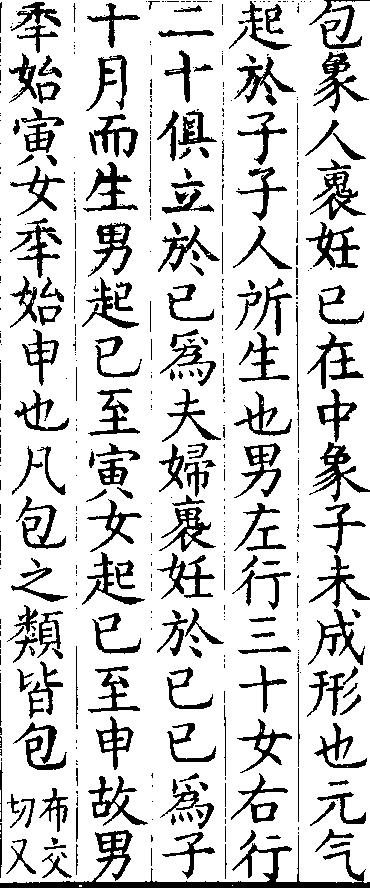 包象人裹妊巳在中象子未成形也元气
起於子子人所生也男左行三十女右行
二十俱立於巳爲夫婦裹妊於巳巳爲子
十月而生男起巳至寅女起巳至申故男
秊始寅女秊始申也凡包之類皆包布交切又